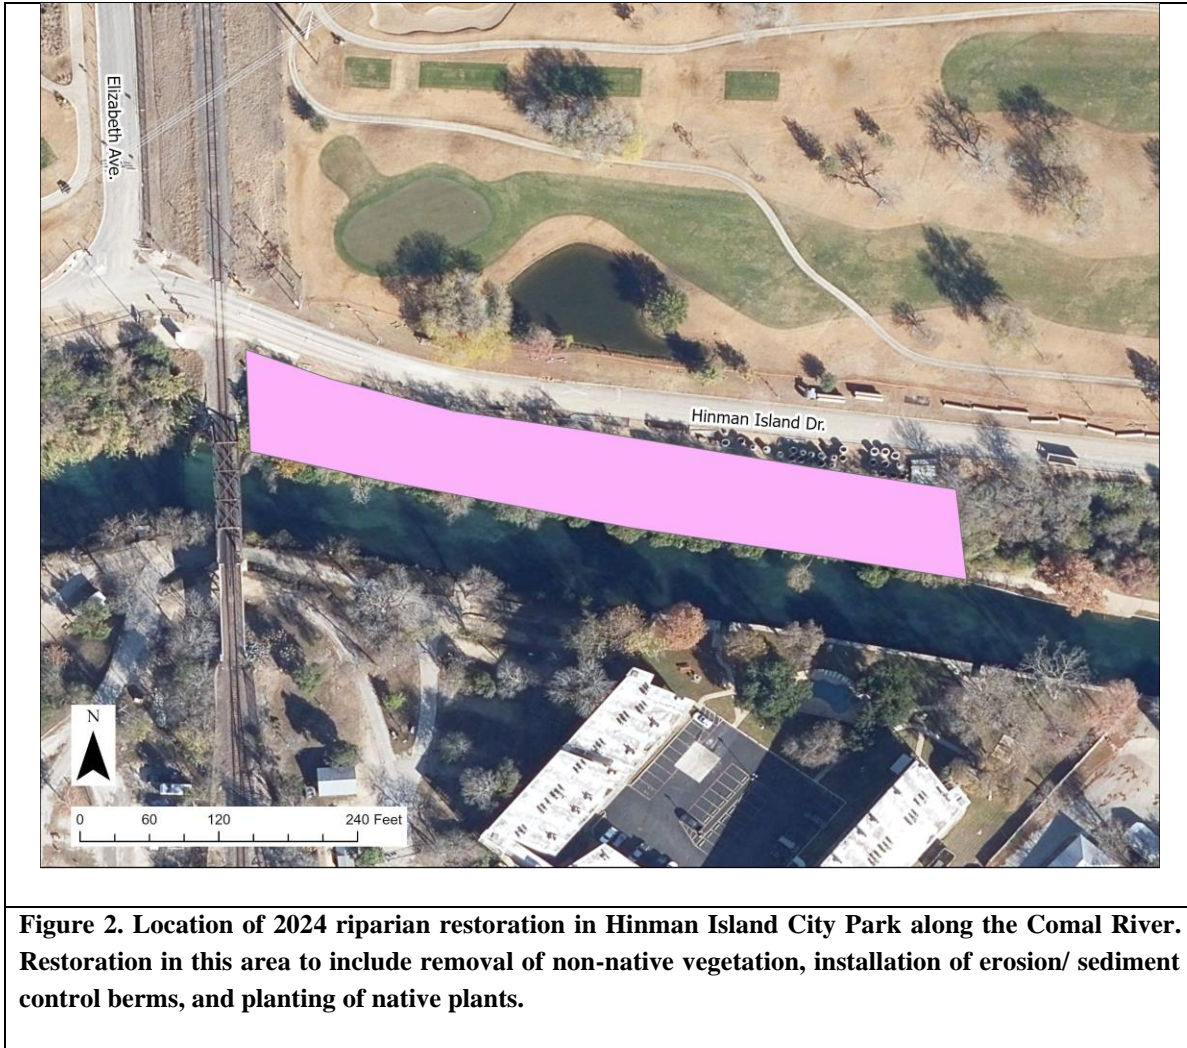 Elizabeth Ave.
Hinman Island Dr.
N
0 60 120 240 Feet
Figure 2. Location of 2024 riparian restoration in Hinman Island City Park along the Comal River.
Restoration in this area to include removal of non-native vegetation, installation of erosion/ sediment
control berms, and planting of native plants.